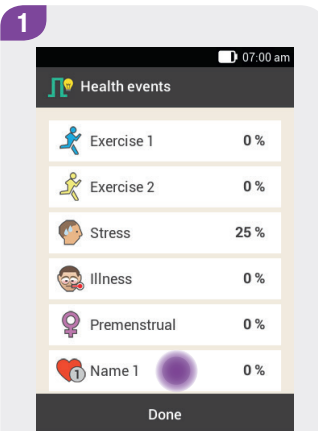 1
07:00 am
Health events
Exercise 1 0 %
Exercise 2 0 %
Stress 25 %
Illness 0 %
Premenstrual 0 %
1 Name 1 0 %
Done